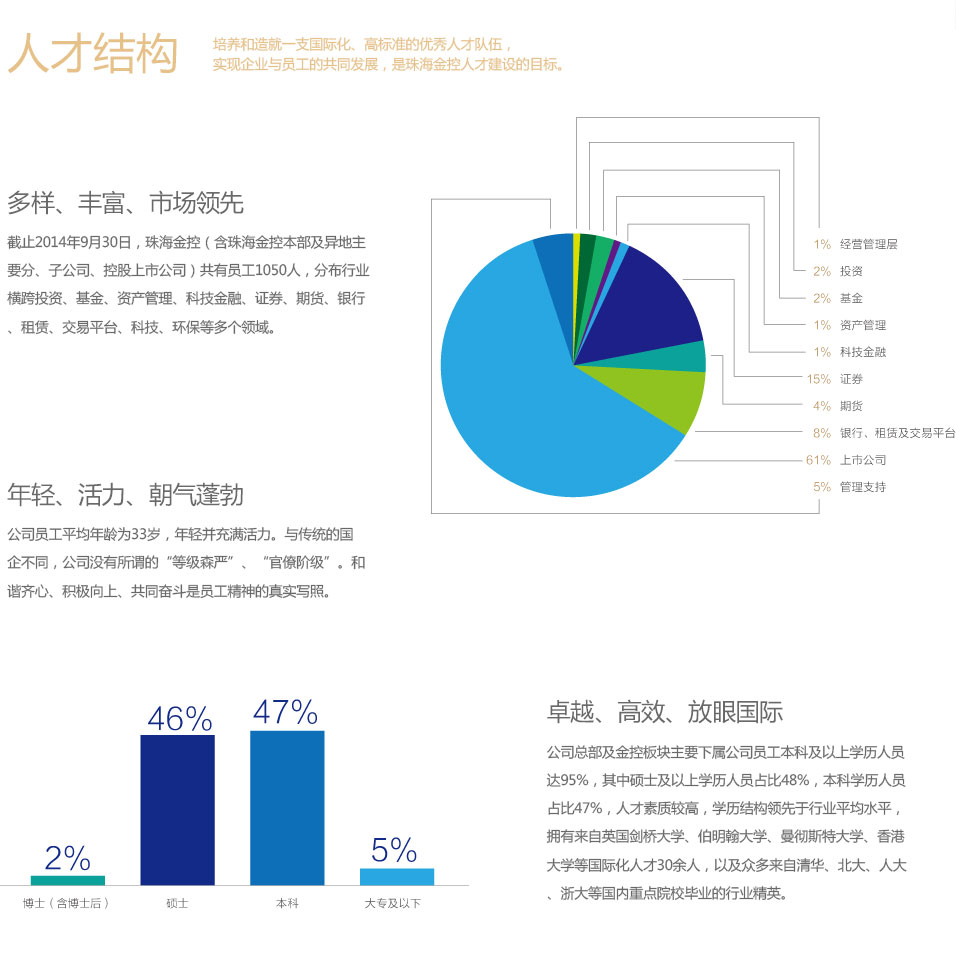 人才结构
培养和造就一支国际化、高标准的优秀人才队伍，
实现企业与员工的共同发展，是珠海金控人才建设的目标。
多样、丰富、市场领先
截止2014年9月30日，珠海金控（含珠海金控本部及异地主
要分、子公司、控股上市公司）共有员工1050人，分布行业
横跨投资、基金、资产管理、科技金融、证券、期货、银行
、租赁、交易平台、科技、环保等多个领域。
1% 经营管理层
2% 投资
2% 基金
1% 资产管理
1% 科技金融
15% 证券
4% 期货
8% 银行、租赁及交易平台
61% 上市公司
5% 管理支持
年轻、活力、朝气蓬勃
公司员工平均年龄为33岁，年轻并充满活力。与传统的国
企不同，公司没有所谓的“等级森严”、“官僚阶级”。和
谐齐心、积极向上、共同奋斗是员工精神的真实写照。
2%
46%
47%
5%
博士（含博士后）
硕士
本科
大专及以下
卓越、高效、放眼国际
公司总部及金控板块主要下属公司员工本科及以上学历人员
达95%，其中硕士及以上学历人员占比48%，本科学历人员
占比47%，人才素质较高，学历结构领先于行业平均水平，
拥有来自英国剑桥大学、伯明翰大学、曼彻斯特大学、香港
大学等国际化人才30余人，以及众多来自清华、北大、人大
、浙大等国内重点院校毕业的行业精英。